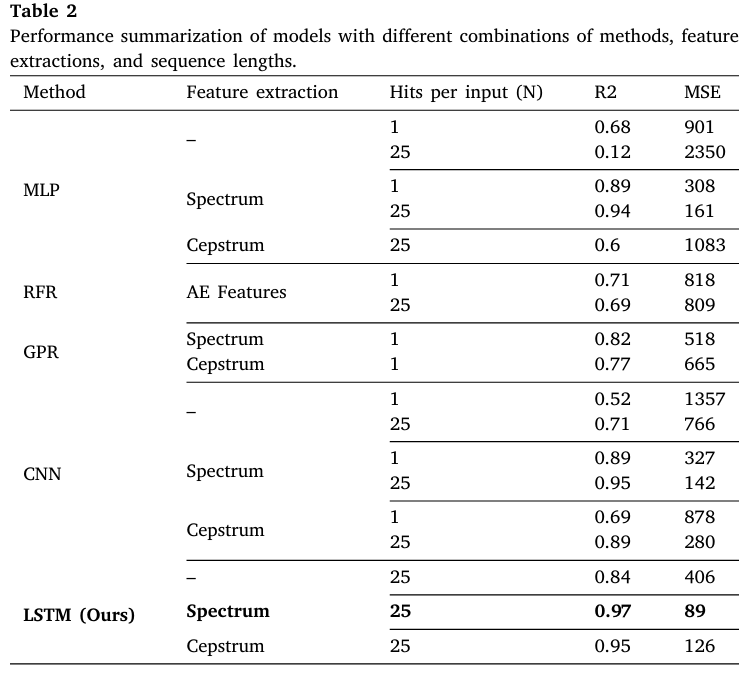 Table 2
Performance summarization of models with different combinations of methods, feature
extractions, and sequence lengths.
Method Feature extraction Hits per input (N) R2 MSE
MLP – 1 0.68 901
25 0.12 2350
Spectrum 1 0.89 308
25 0.94 161
Cepstrum 25 0.6 1083
RFR AE Features 1 0.71 818
25 0.69 809
GPR Spectrum 1 0.82 518
Cepstrum 1 0.77 665
CNN – 1 0.52 1357
25 0.71 766
Spectrum 1 0.89 327
25 0.95 142
Cepstrum 1 0.69 878
25 0.89 280
LSTM (Ours) – 25 0.84 406
Spectrum 25 0.97 89
Cepstrum 25 0.95 126